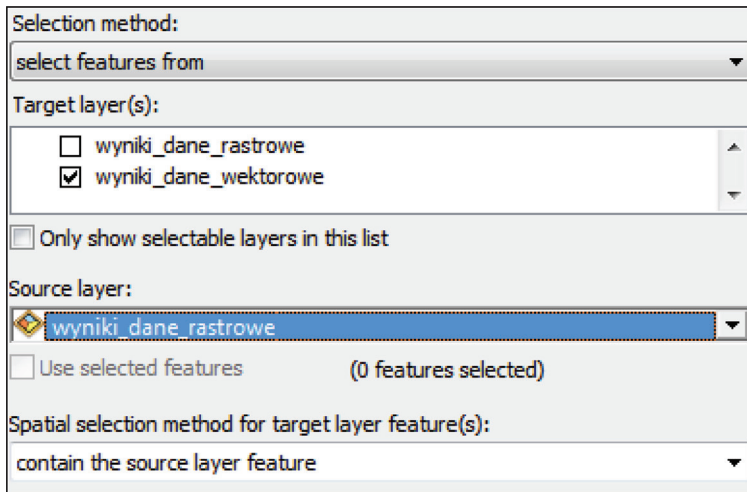 Selection method:
select features from
Target layer(s):
wyniki_dane_rastrowe
wyniki_dane_wektorowe
Only show selectable layers in this list
Source layer:
wyniki_dane_rastrowe
Use selected features (0 features selected)
Spatial selection method for target layer feature(s):
contain the source layer feature